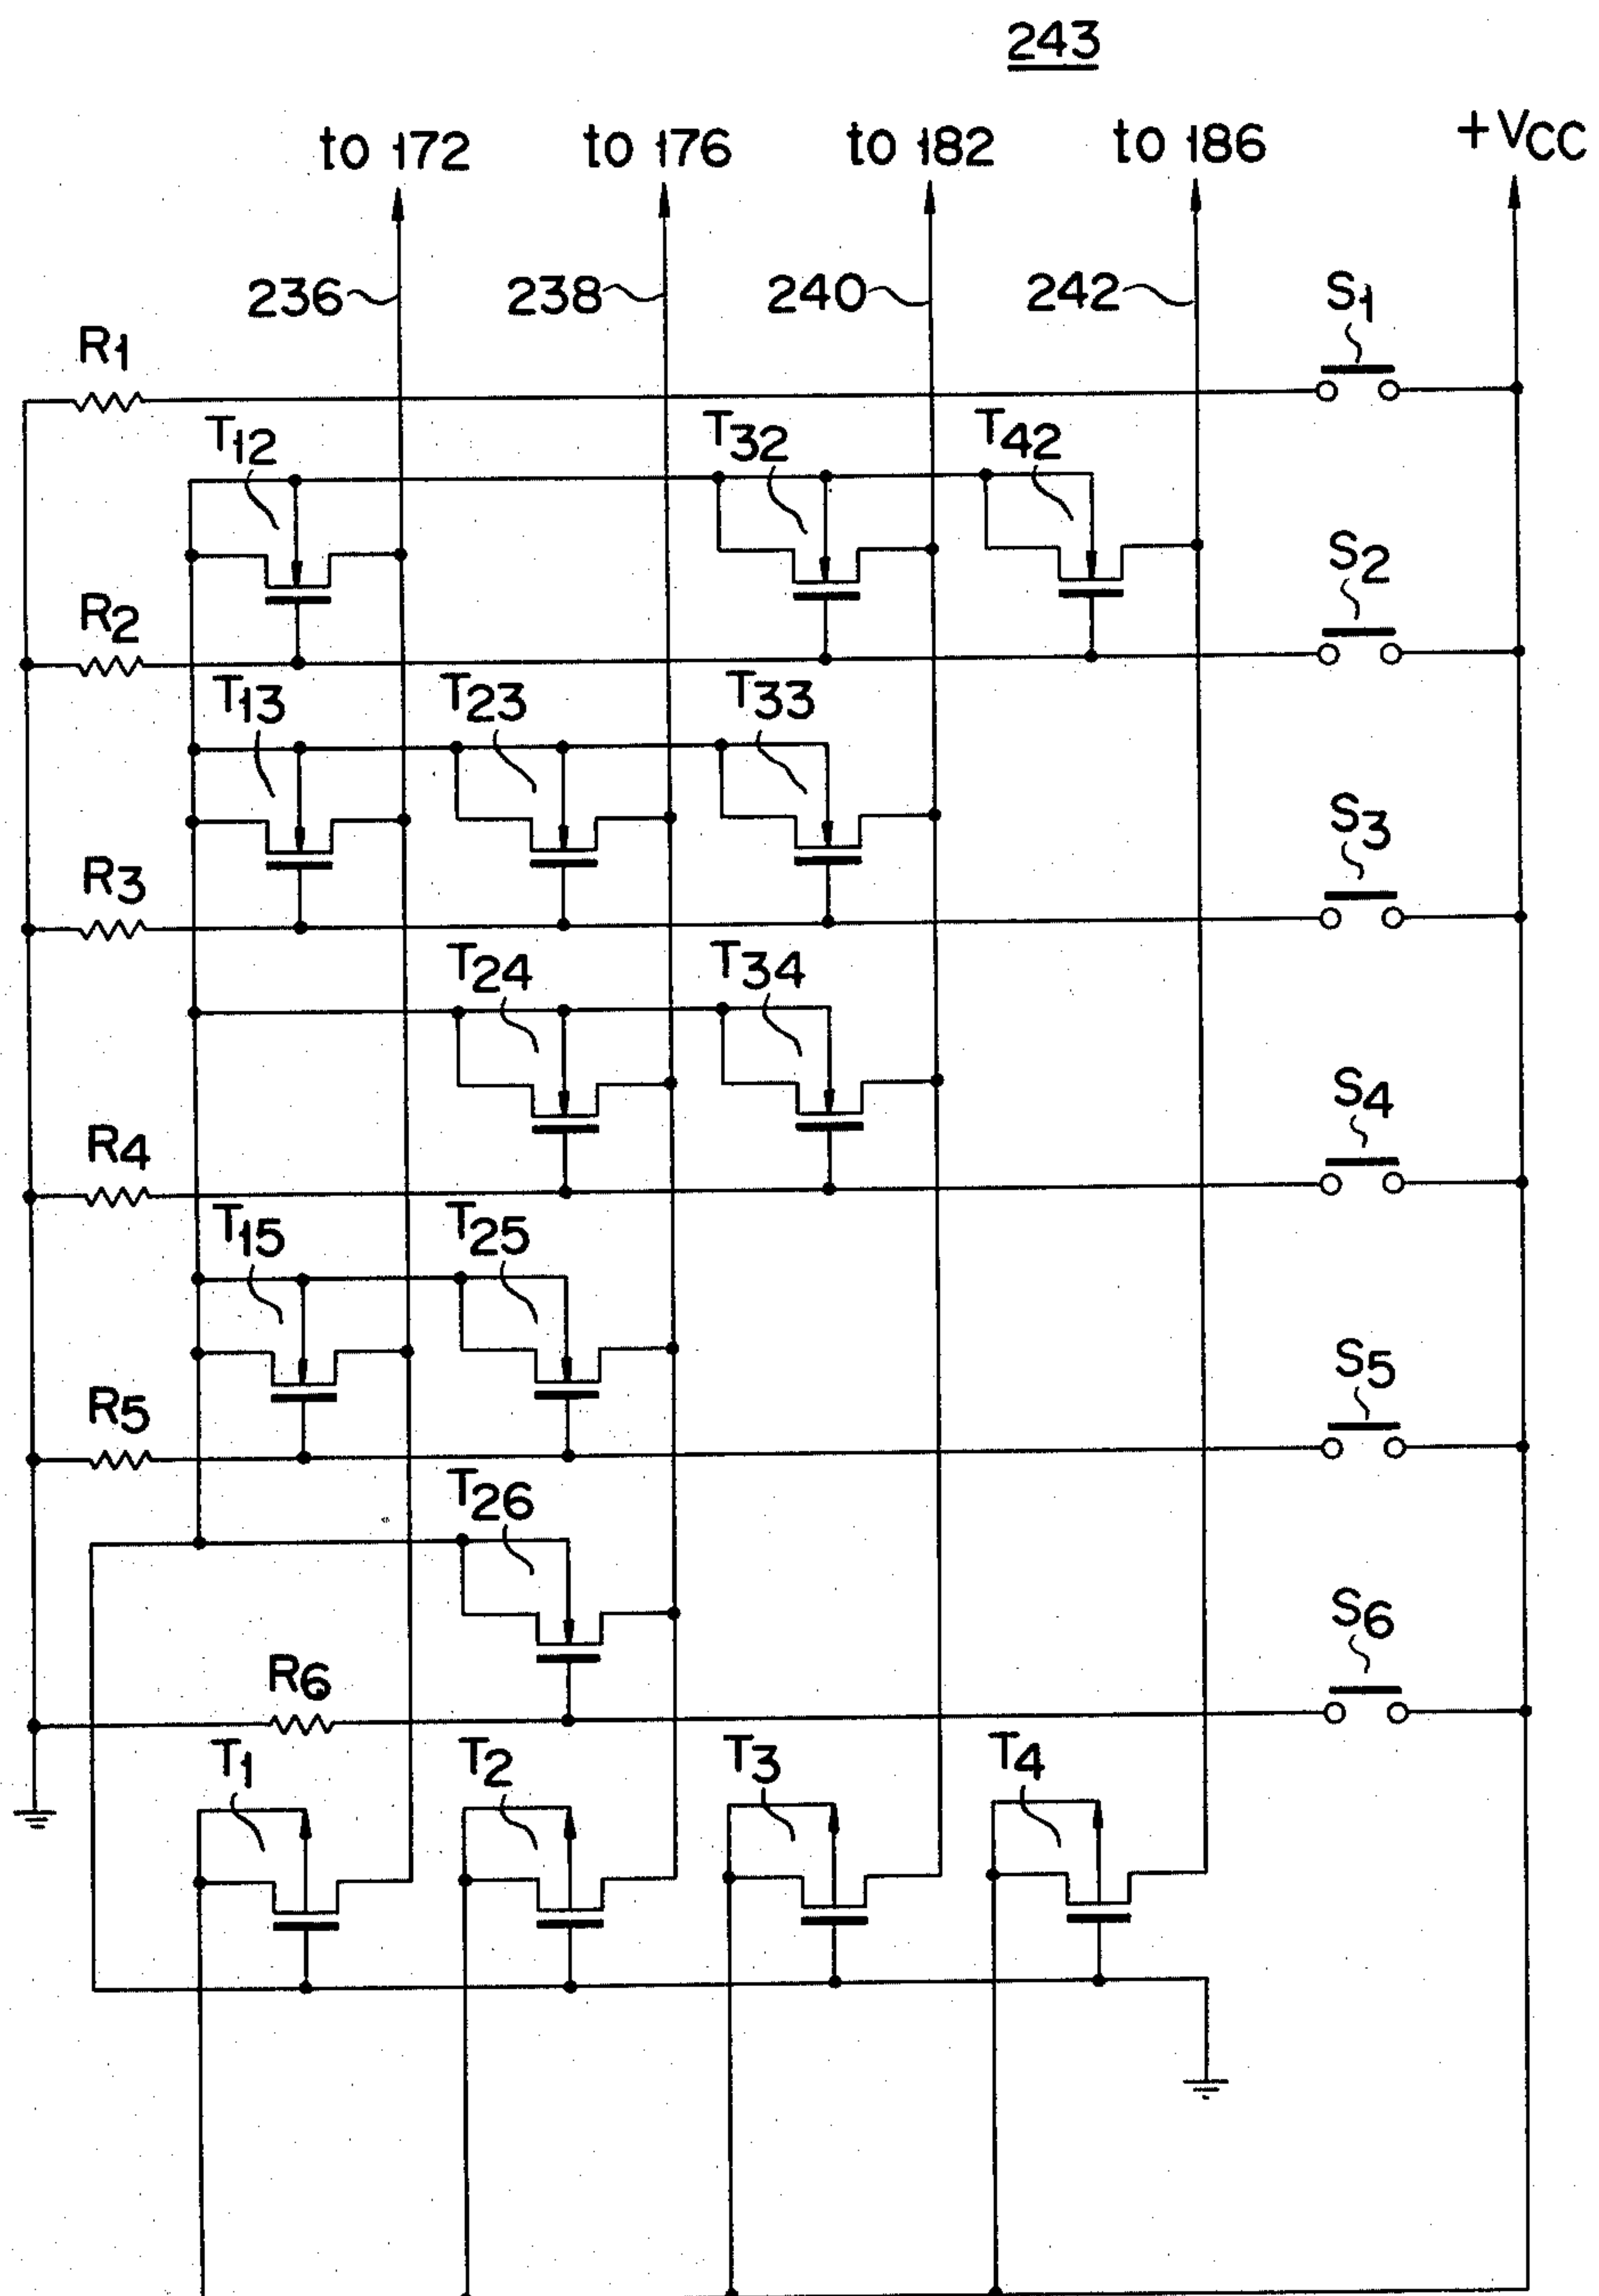 243
to 172 to 176 to 182 to 186 +VCC
236 238 240 242 S1
R1
T12 T32 T42
S2
R2
T13 T23 T33
S3
R3
T24 T34
S4
R4
T15 T25
S5
R5
T26
S6
R6
T1 T2 T3 T4